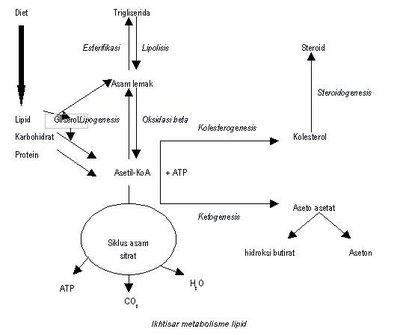 Diet
Trigliserida
Esterifikasi
Lipolisis
Steroid
Asam lemak
Steroidogenesis
Lipid
Gliserol
Lipogenesis
Oksidasi beta
Kolesterogenesis
Karbohidrat
Kolesterol
Protein
Asetil-KoA
+ ATP
Ketogenesis
Aseto asetat
Siklus asam
sitrat
hidroksi butirat
Aseton
ATP
H₂O
CO₂
Ikhtisar metabolisme lipid